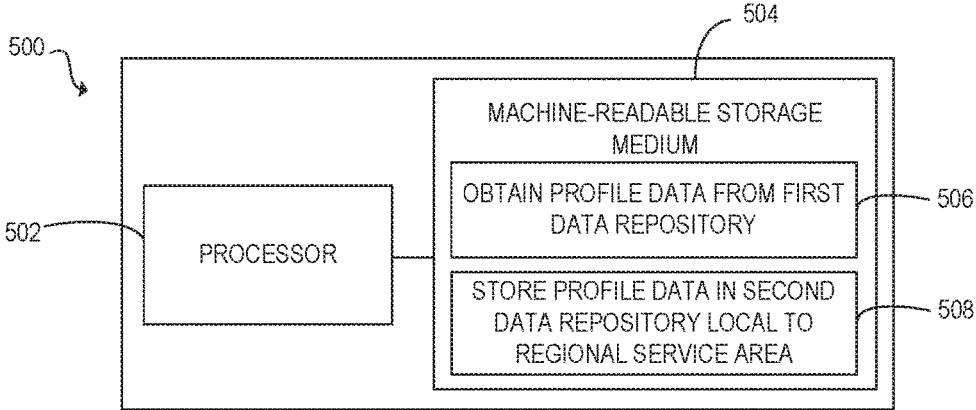 504
500
MACHINE-READABLE STORAGE
MEDIUM
OBTAIN PROFILE DATA FROM FIRST
DATA REPOSITORY
506
502
PROCESSOR
STORE PROFILE DATA IN SECOND
DATA REPOSITORY LOCAL TO
REGIONAL SERVICE AREA
508